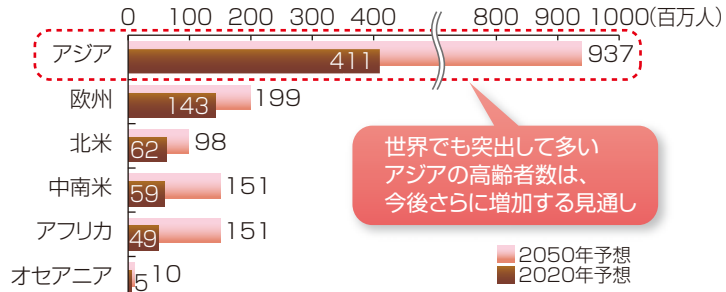 0 100 200 300 400 800 900 1000(百万人)
アジア 411 937
欧州 143 199
北米 62 98
中南米 59 151
アフリカ 49 151
オセアニア 5 10
世界でも突出して多い
アジアの高齢者数は、
今後さらに増加する見通し
2050年予想
2020年予想